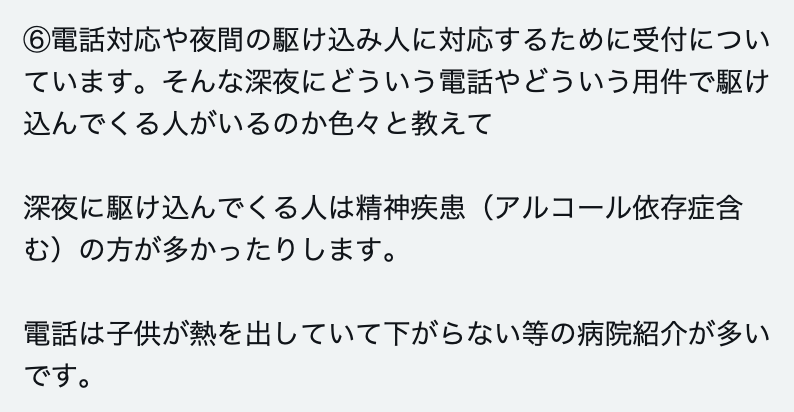 ⑥電話対応や夜間の駆け込み人に対応するために受付につい
ています。そんな深夜にどういう電話やどういう用件で駆け
込んでくる人がいるのか色々と教えて
深夜に駆け込んでくる人は精神疾患（アルコール依存症含
む）の方が多かったりします。
電話は子供が熱を出していて下がらない等の病院紹介が多い
です。